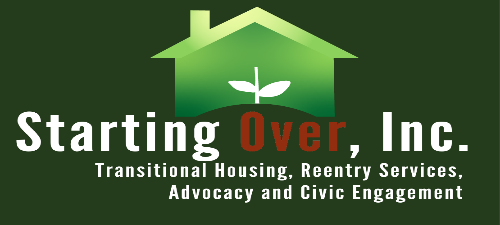 Starting Over, Inc.
Transitional Housing, Reentry Services,
Advocacy and Civic Engagement